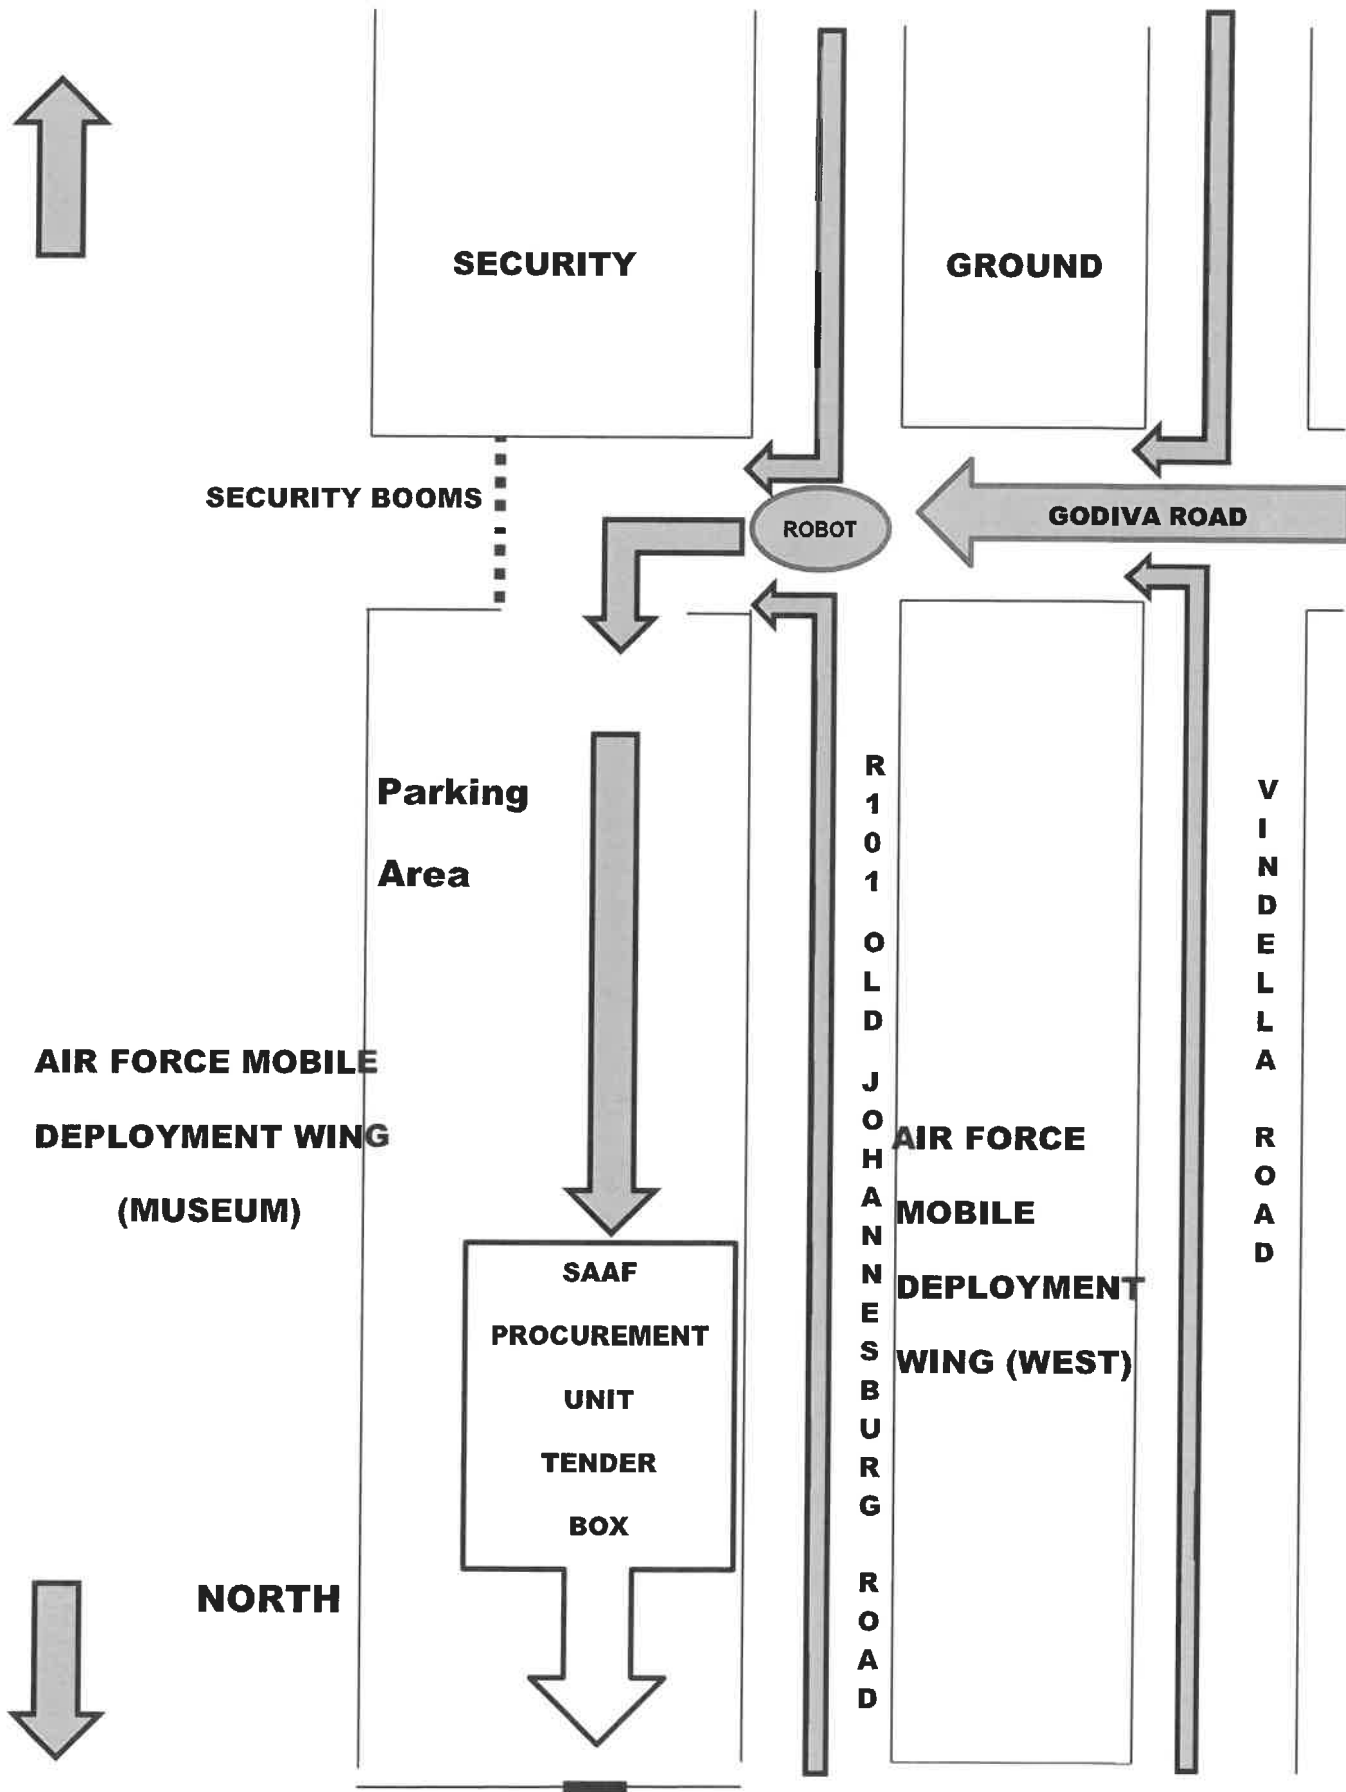 SECURITY
GROUND
SECURITY BOOMS
ROBOT
GODIVA ROAD
Parking
Area
R101 OLD JOHANNESBURG ROAD
VINDELLA ROAD
AIR FORCE MOBILE
DEPLOYMENT WING
(MUSEUM)
AIR FORCE
MOBILE
DEPLOYMENT
WING (WEST)
SAAF
PROCUREMENT
UNIT
TENDER
BOX
NORTH